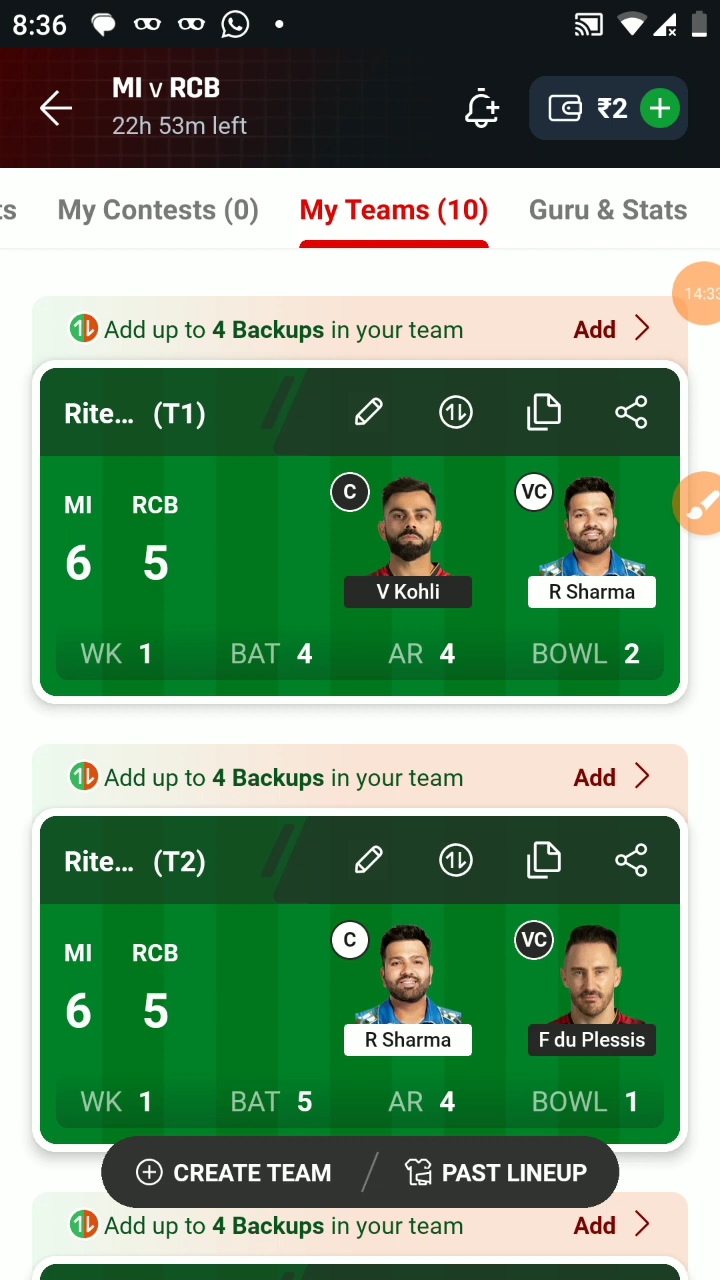 8:36
MI v RCB
22h 53m left
₹2
ts
My Contests (0)
My Teams (10)
Guru & Stats
14:33
Add up to 4 Backups in your team
Add
Rite... (T1)
C
VC
MI
RCB
6
5
V Kohli
R Sharma
WK 1
BAT 4
AR 4
BOWL 2
Add up to 4 Backups in your team
Add
Rite... (T2)
C
VC
MI
RCB
6
5
R Sharma
F du Plessis
WK 1
BAT 5
AR 4
BOWL 1
CREATE TEAM
PAST LINEUP
Add up to 4 Backups in your team
Add